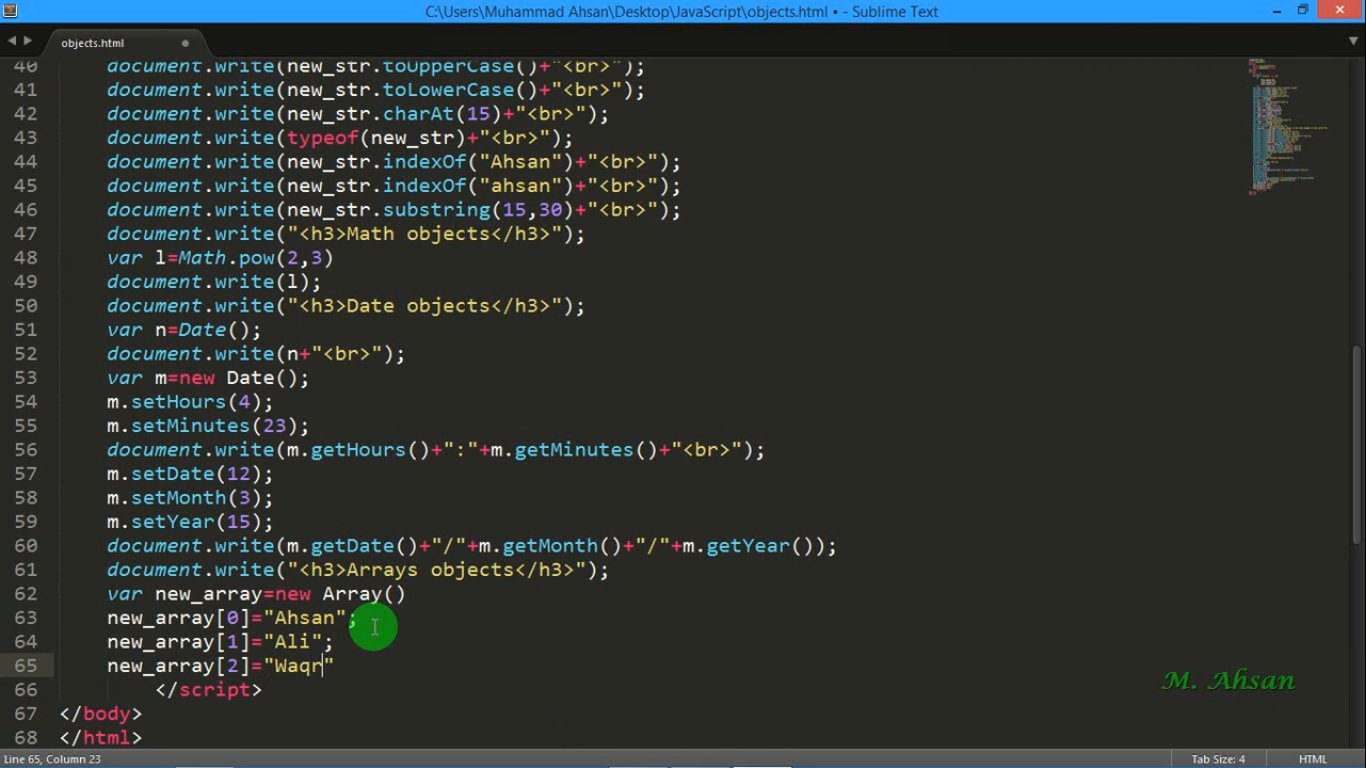 C:\Users\Muhammad Ahsan\Desktop\JavaScript\objects.html • - Sublime Text
objects.html
40 document.write(new_str.toUpperCase()+"<br>");
41 document.write(new_str.toLowerCase()+"<br>");
42 document.write(new_str.charAt(15)+"<br>");
43 document.write(typeof(new_str)+"<br>");
44 document.write(new_str.indexOf("Ahsan")+"<br>");
45 document.write(new_str.indexOf("ahsan")+"<br>");
46 document.write(new_str.substring(15,30)+"<br>");
47 document.write("<h3>Math objects</h3>");
48 var l=Math.pow(2,3)
49 document.write(l);
50 document.write("<h3>Date objects</h3>");
51 var n=Date();
52 document.write(n+"<br>");
53 var m=new Date();
54 m.setHours(4);
55 m.setMinutes(23);
56 document.write(m.getHours()+":"+m.getMinutes()+"<br>");
57 m.setDate(12);
58 m.setMonth(3);
59 m.setYear(15);
60 document.write(m.getDate()+"/"+m.getMonth()+"/"+m.getYear());
61 document.write("<h3>Arrays objects</h3>");
62 var new_array=new Array()
63 new_array[0]="Ahsan";
64 new_array[1]="Ali";
65 new_array[2]="Waqr"
66 </script>
67 </body>
68 </html>
M. Ahsan
Line 65, Column 23
Tab Size: 4
HTML